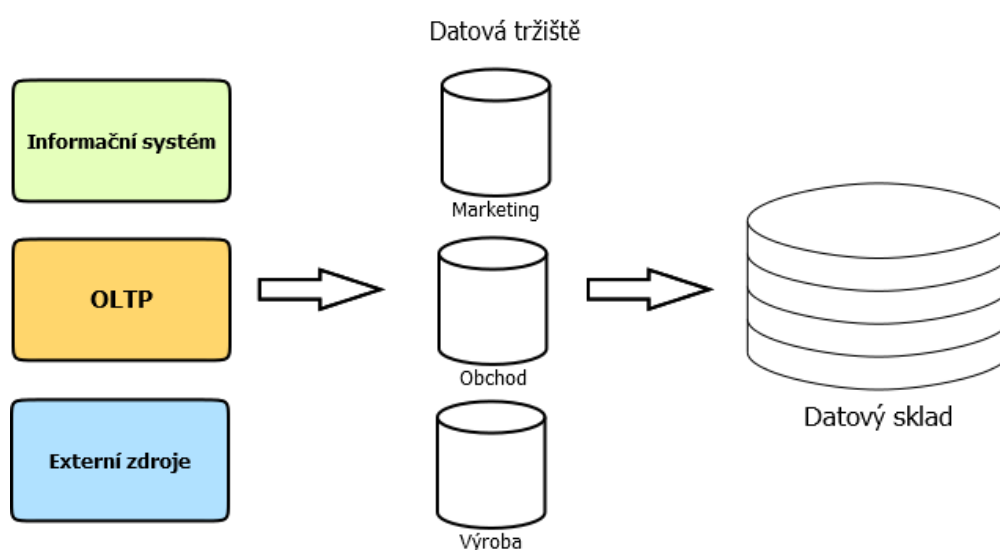 Datová tržiště
Informační systém
Marketing
OLTP
Obchod
Datový sklad
Externí zdroje
Výroba